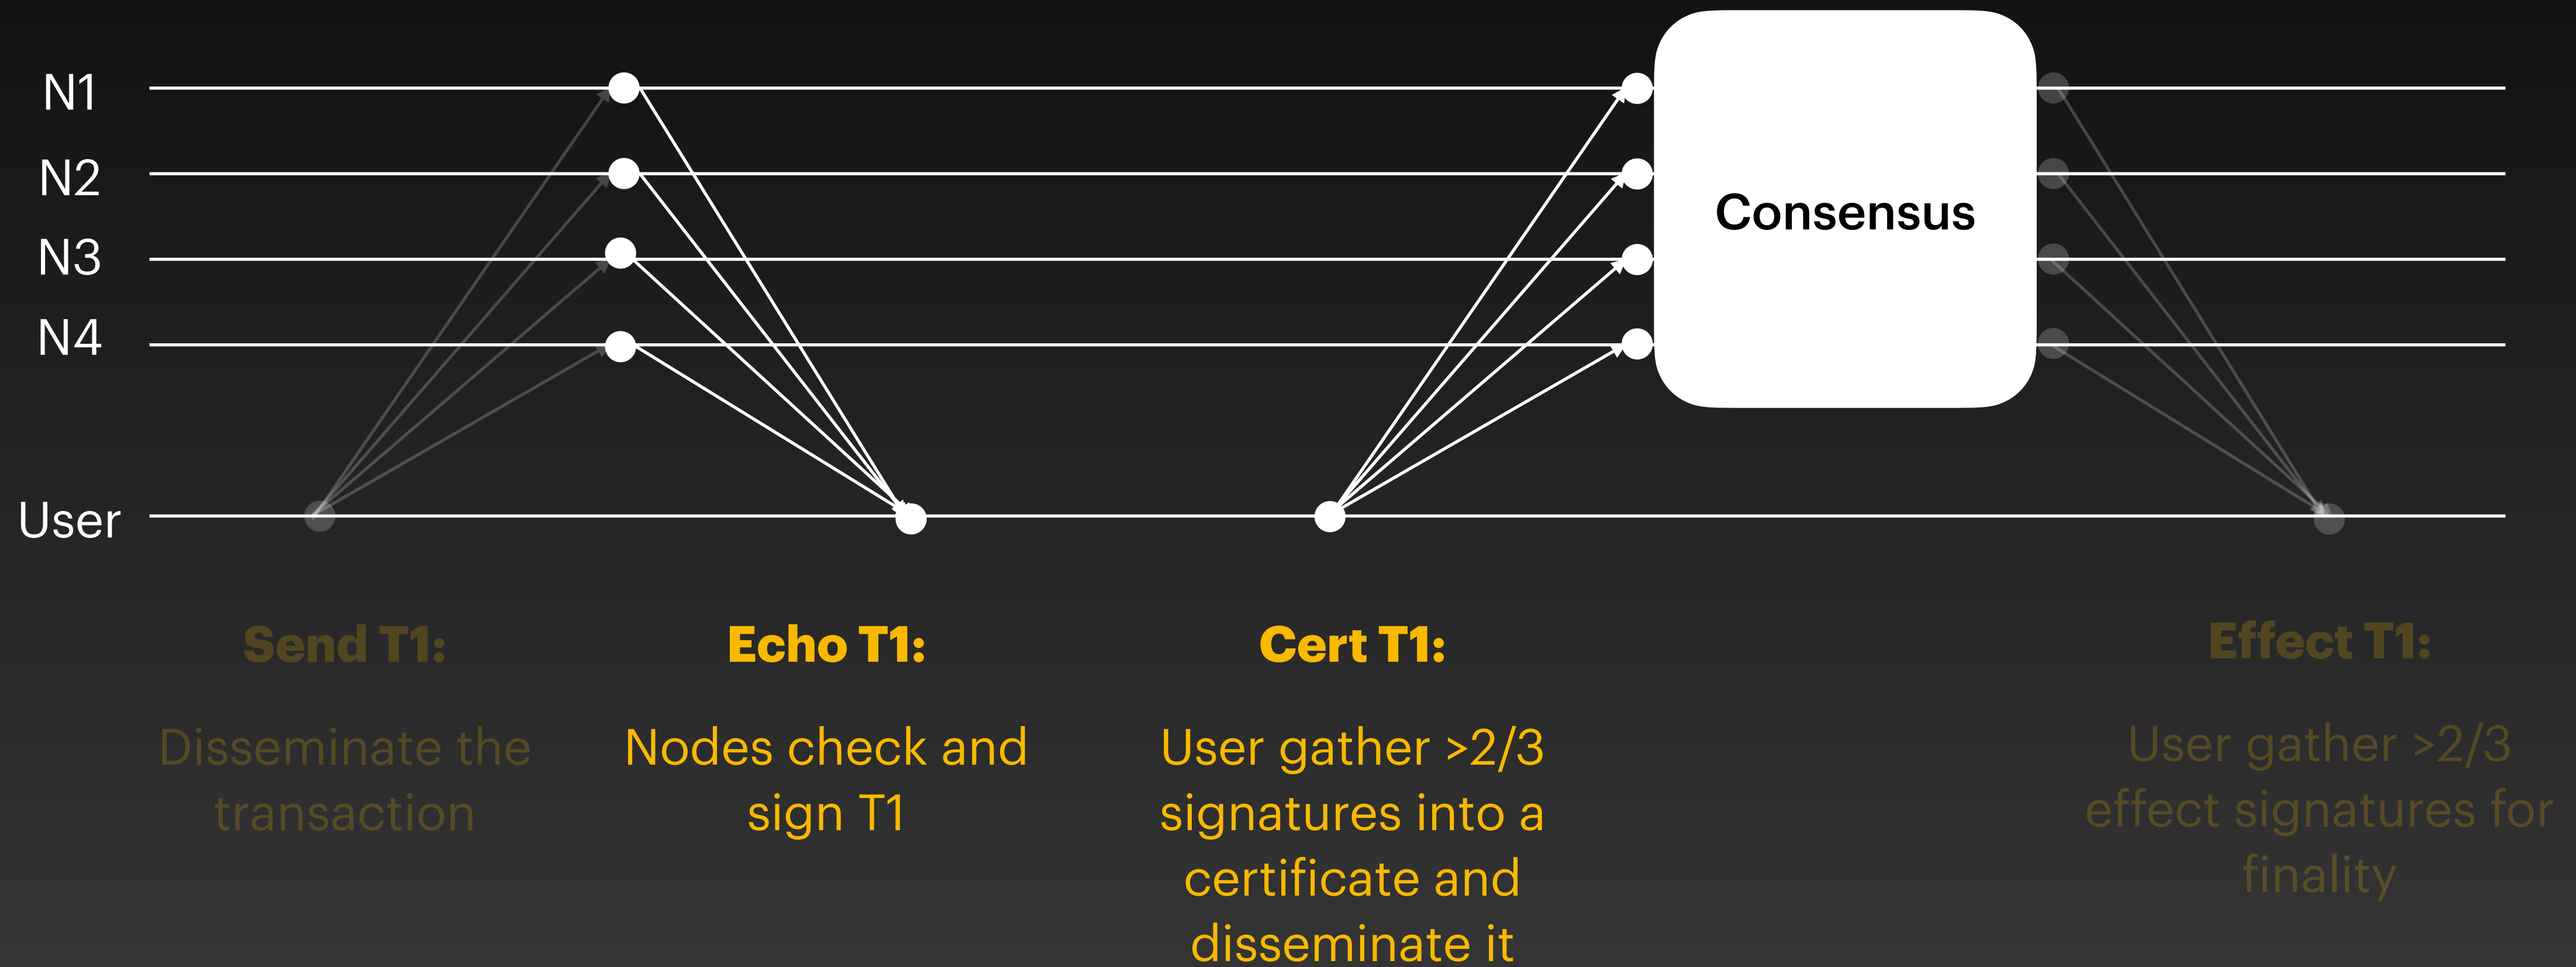 N1
N2
N3
N4
User
Consensus
Send T1:
Disseminate the
transaction
Echo T1:
Nodes check and
sign T1
Cert T1:
User gather >2/3
signatures into a
certificate and
disseminate it
Effect T1:
User gather >2/3
effect signatures for
finality